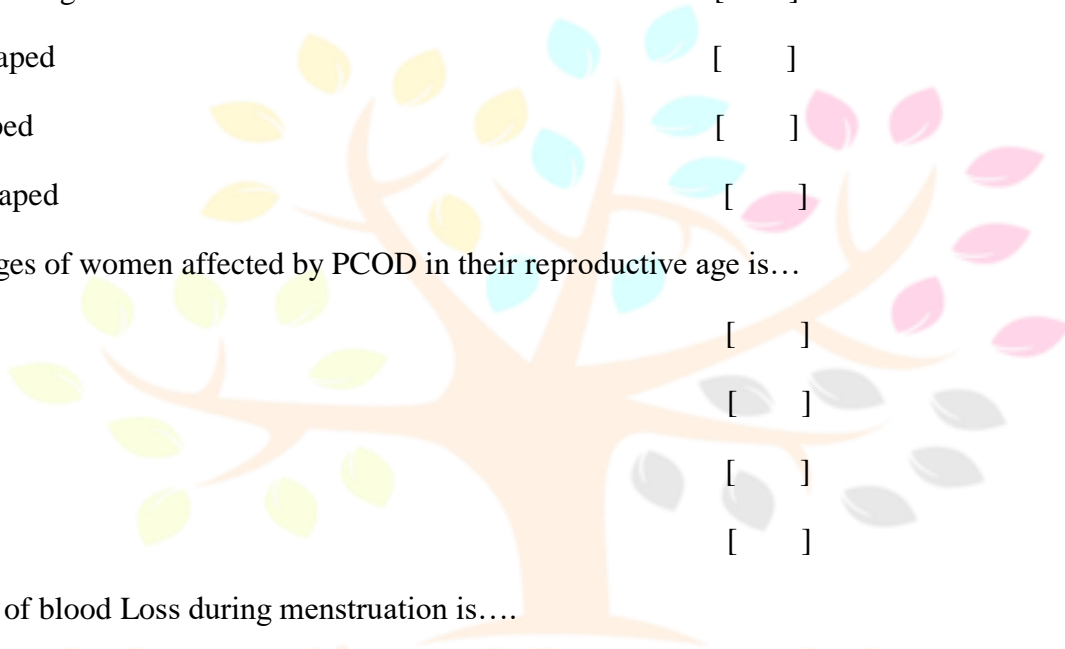 aped [ ]
ed [ ]
aped [ ]
ges of women affected by PCOD in their reproductive age is…
[ ]
[ ]
[ ]
[ ]
of blood Loss during menstruation is….